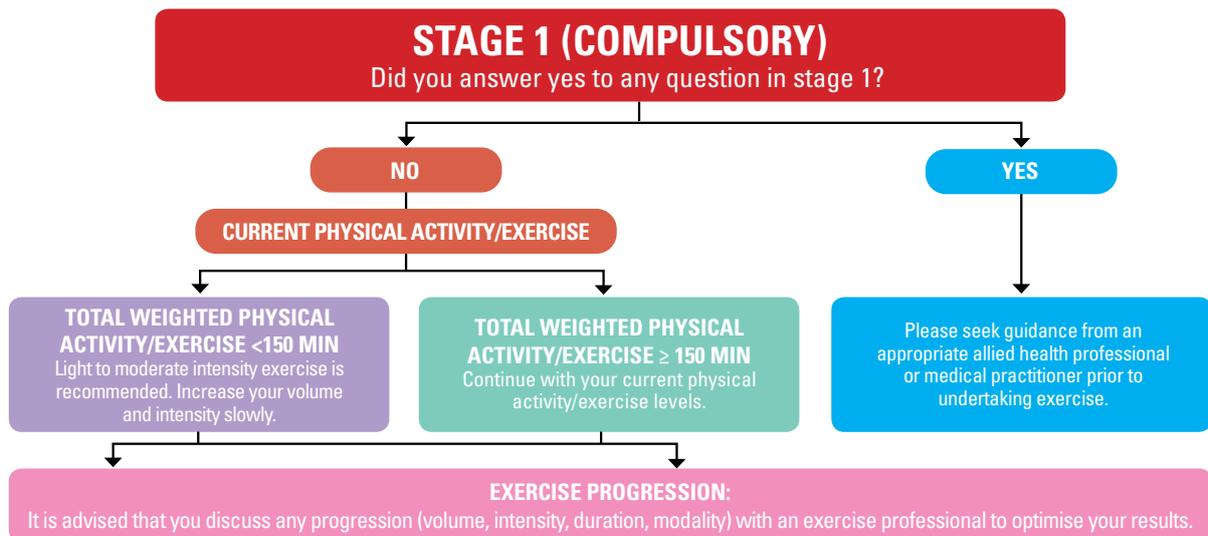 STAGE 1 (COMPULSORY)
Did you answer yes to any question in stage 1?
NO
YES
CURRENT PHYSICAL ACTIVITY/EXERCISE
TOTAL WEIGHTED PHYSICAL
ACTIVITY/EXERCISE <150 MIN
Light to moderate intensity exercise is
recommended. Increase your volume
and intensity slowly.
TOTAL WEIGHTED PHYSICAL
ACTIVITY/EXERCISE ≥ 150 MIN
Continue with your current physical
activity/exercise levels.
Please seek guidance from an
appropriate allied health professional
or medical practitioner prior to
undertaking exercise.
EXERCISE PROGRESSION:
It is advised that you discuss any progression (volume, intensity, duration, modality) with an exercise professional to optimise your results.